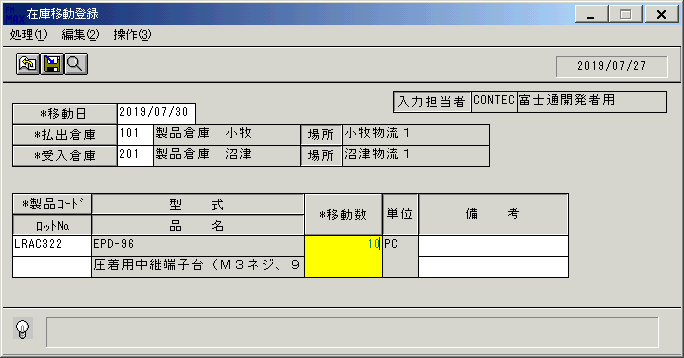 在庫移動登録
処理(1) 編集(2) 操作(3)
2019/07/27
入力担当者 CONTEC 富士通開発者用
*移動日 2019/07/30
*払出倉庫 101 製品倉庫 小牧 場所 小牧物流1
*受入倉庫 201 製品倉庫 沼津 場所 沼津物流1
*製品コード 型 式 *移動数 単位 備 考
ロットNo. 品 名
LRAC322 EPD-96 10 PC
圧着用中継端子台(M3ネジ、9